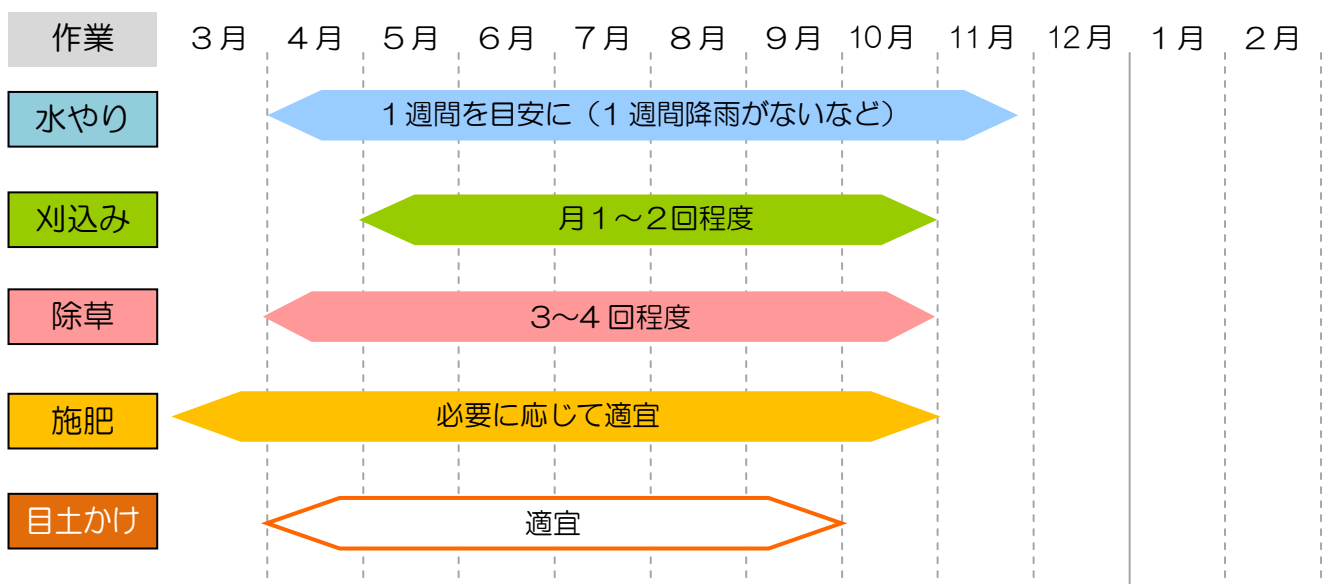 作業 3月 4月 5月 6月 7月 8月 9月 10月 11月 12月 1月 2月
水やり 1週間を目安に（1週間降雨がないなど）
刈込み 月1～2回程度
除草 3～4回程度
施肥 必要に応じて適宜
目土かけ 適宜